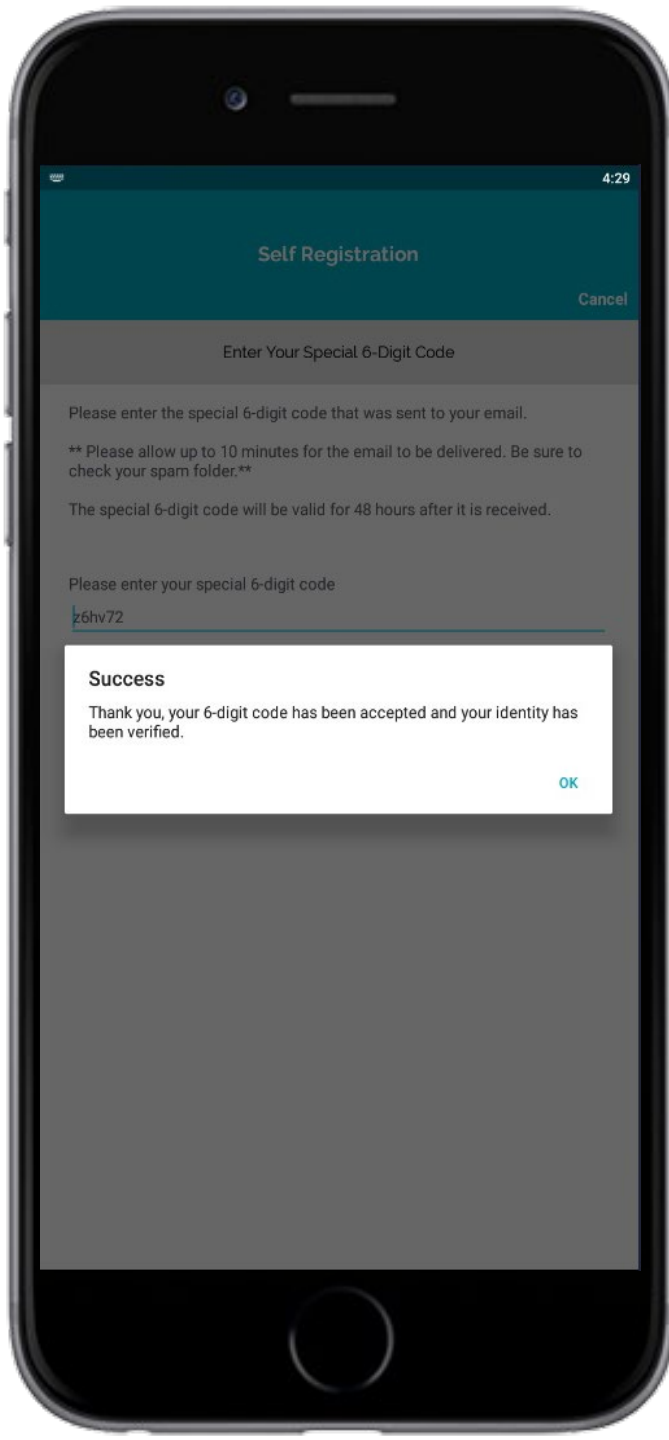 4:29
Self Registration
Cancel
Enter Your Special 6-Digit Code
Please enter the special 6-digit code that was sent to your email.
** Please allow up to 10 minutes for the email to be delivered. Be sure to
check your spam folder.**
The special 6-digit code will be valid for 48 hours after it is received.
Please enter your special 6-digit code
z6hv72
Success
Thank you, your 6-digit code has been accepted and your identity has
been verified.
OK